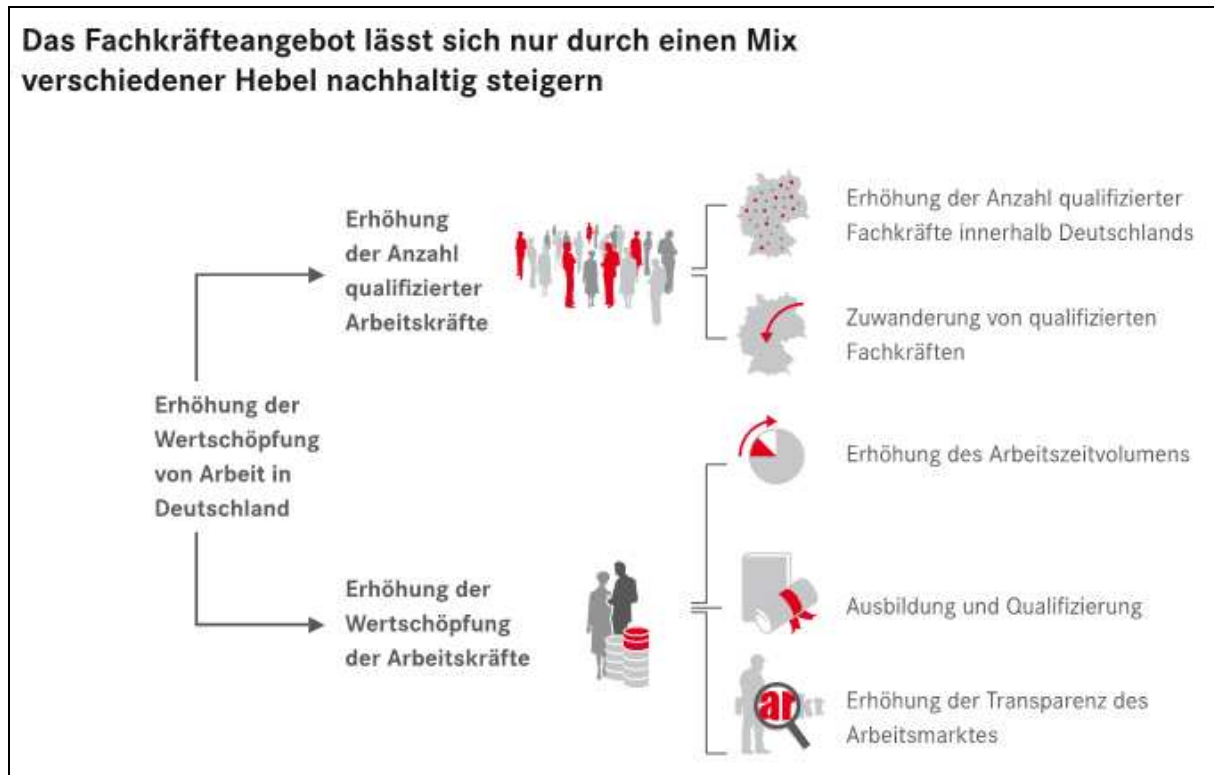 Das Fachkräfteangebot lässt sich nur durch einen Mix
verschiedener Hebel nachhaltig steigern
Erhöhung der
Wertschöpfung
von Arbeit in
Deutschland
Erhöhung
der Anzahl
qualifizierter
Arbeitskräfte
Erhöhung der Anzahl qualifizierter
Fachkräfte innerhalb Deutschlands
Zuwanderung von qualifizierten
Fachkräften
Erhöhung der
Wertschöpfung
der Arbeitskräfte
Erhöhung des Arbeitszeitvolumens
Ausbildung und Qualifizierung
ar kt
Erhöhung der Transparenz des
Arbeitsmarktes